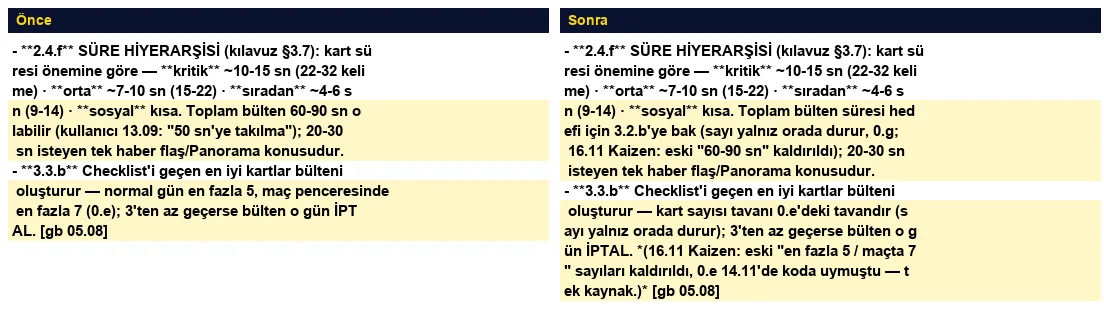 Önce
- **2.4.f** SÜRE HİYERARŞİSİ (kılavuz §3.7): kart sü
resi önemine göre — **kritik** ~10-15 sn (22-32 keli
me) · **orta** ~7-10 sn (15-22) · **sıradan** ~4-6 s
n (9-14) · **sosyal** kısa. Toplam bülten 60-90 sn o
labilir (kullanıcı 13.09: "50 sn'ye takılma"); 20-30
sn isteyen tek haber flaş/Panorama konusudur.
- **3.3.b** Checklist'i geçen en iyi kartlar bülteni
oluşturur — normal gün en fazla 5, maç penceresinde
en fazla 7 (0.e); 3'ten az geçerse bülten o gün İPT
AL. [gb 05.08]
Sonra
- **2.4.f** SÜRE HİYERARŞİSİ (kılavuz §3.7): kart sü
resi önemine göre — **kritik** ~10-15 sn (22-32 keli
me) · **orta** ~7-10 sn (15-22) · **sıradan** ~4-6 s
n (9-14) · **sosyal** kısa. Toplam bülten süresi hed
efi için 3.2.b'ye bak (sayı yalnız orada durur, 0.g;
16.11 Kaizen: eski "60-90 sn" kaldırıldı); 20-30 sn
isteyen tek haber flaş/Panorama konusudur.
- **3.3.b** Checklist'i geçen en iyi kartlar bülteni
oluşturur — kart sayısı tavanı 0.e'deki tavandır (s
ayı yalnız orada durur); 3'ten az geçerse bülten o g
ün İPTAL. *(16.11 Kaizen: eski "en fazla 5 / maçta 7
" sayıları kaldırıldı, 0.e 14.11'de koda uymuştu — t
ek kaynak.)* [gb 05.08]